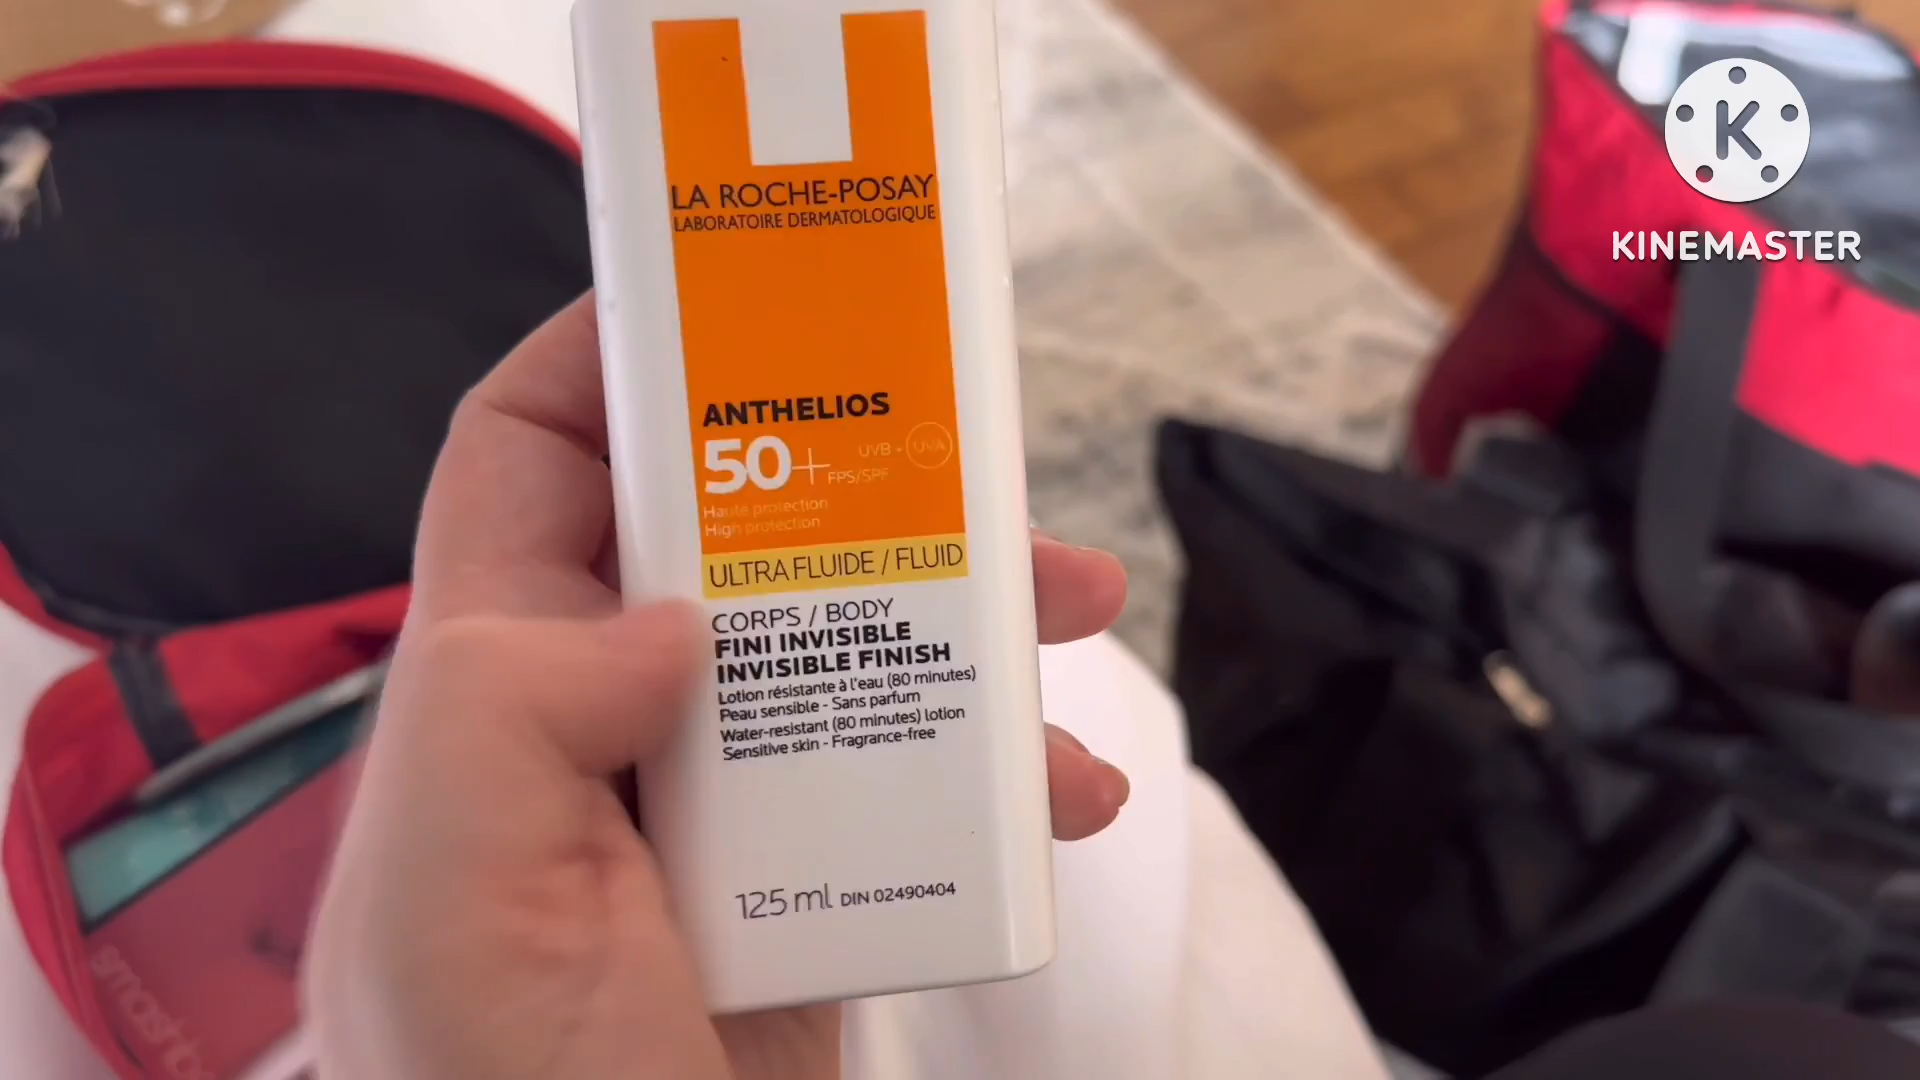 LA ROCHE-POSAY
LABORATOIRE DERMATOLOGIQUE
ANTHELIOS
50+ FPS/SPF
UVB - UVA
Haute protection
High protection
ULTRA FLUIDE / FLUID
CORPS / BODY
FINI INVISIBLE
INVISIBLE FINISH
Lotion résistante à l'eau (80 minutes)
Peau sensible - Sans parfum
Water-resistant (80 minutes) lotion
Sensitive skin - Fragrance-free
125 ml DIN 02490404
K
KINEMASTER